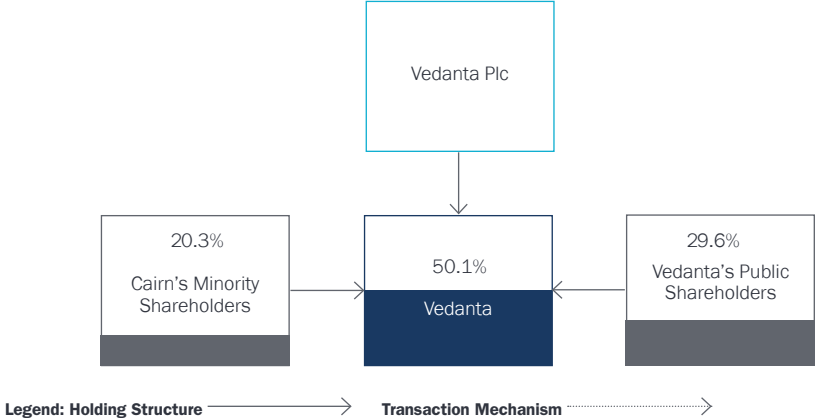 Vedanta Plc
20.3%
Cairn’s Minority
Shareholders
50.1%
Vedanta
29.6%
Vedanta’s Public
Shareholders
Legend: Holding Structure
Transaction Mechanism